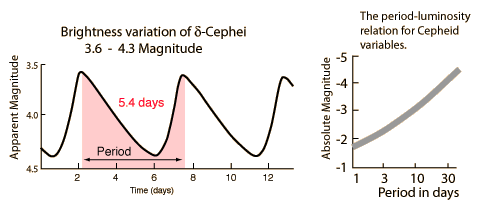 Brightness variation of δ-Cephei
3.6 - 4.3 Magnitude
Apparent Magnitude
3.5
4.0
4.5
5.4 days
Period
2
4
6
8
10
12
Time (days)
The period-luminosity
relation for Cepheid
variables.
Absolute Magnitude
-5
-4
-3
-2
-1
1
3
10
30
Period in days